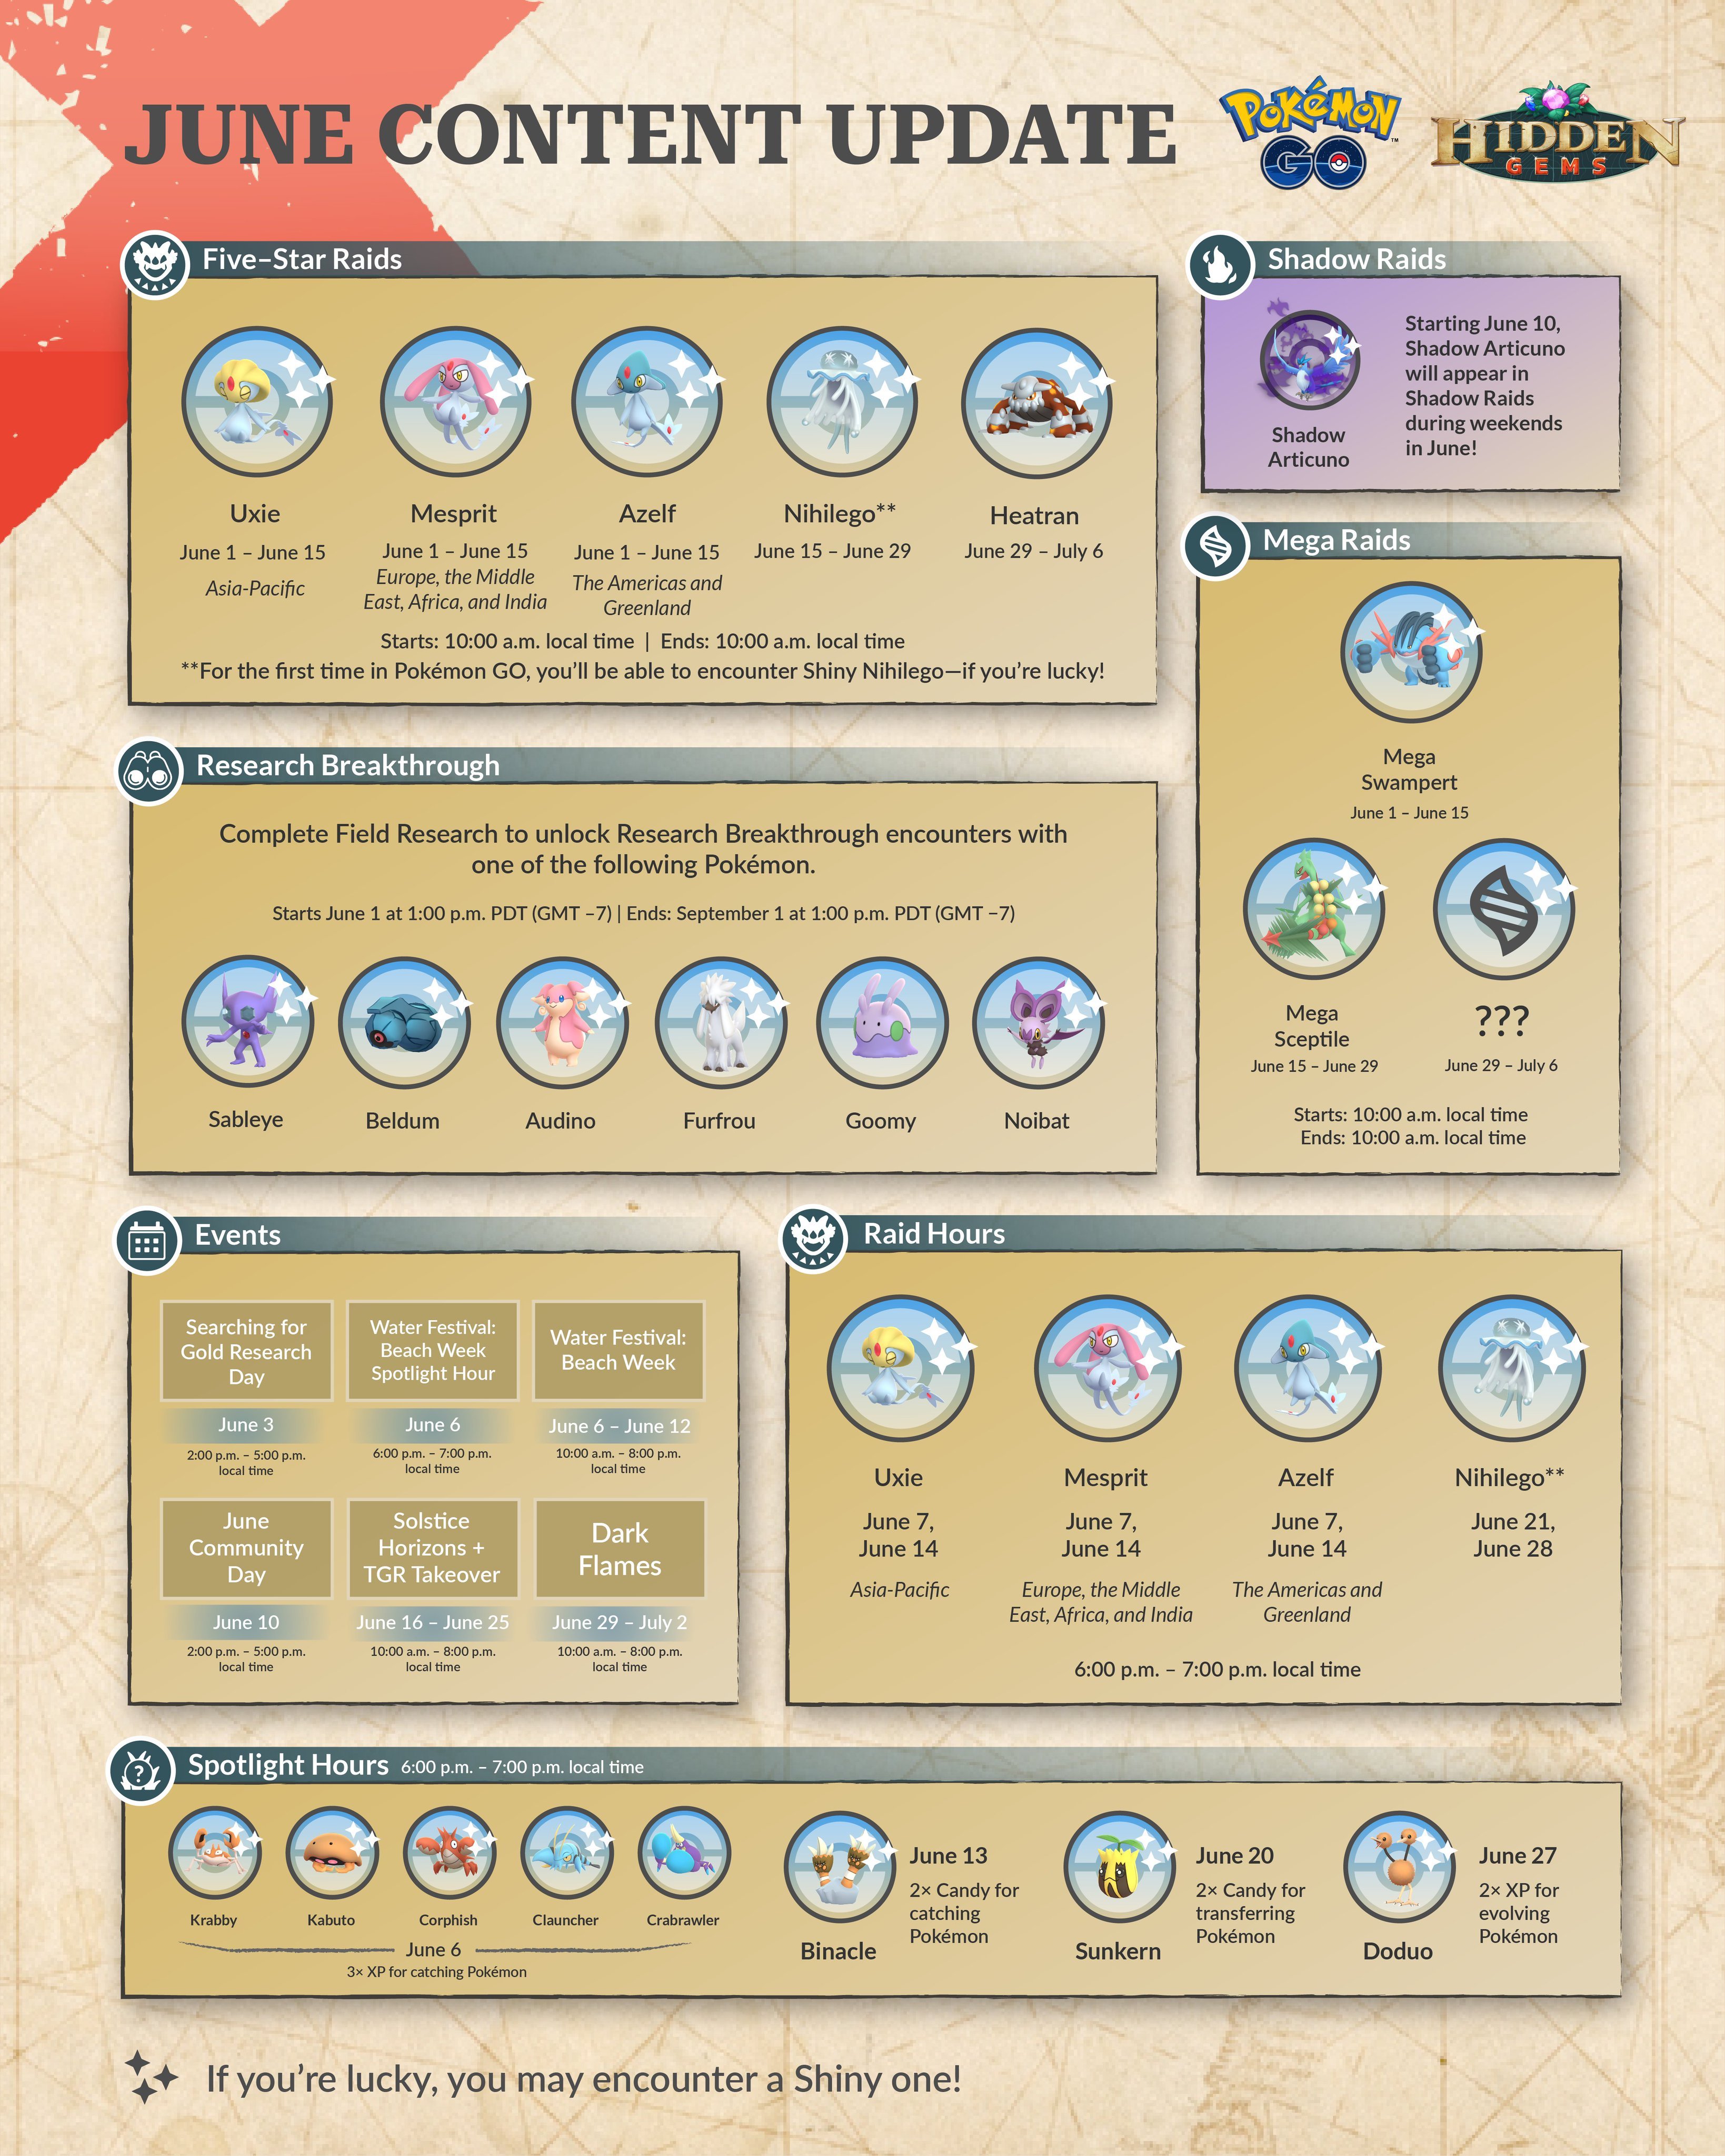 JUNE CONTENT UPDATE
POKéMON GO™
HIDDEN GEMS
Five–Star Raids
Uxie
June 1 – June 15
Asia-Pacific
Mesprit
June 1 – June 15
Europe, the Middle
East, Africa, and India
Azelf
June 1 – June 15
The Americas and
Greenland
Nihilego**
June 15 – June 29
Heatran
June 29 – July 6
Starts: 10:00 a.m. local time | Ends: 10:00 a.m. local time
**For the first time in Pokémon GO, you’ll be able to encounter Shiny Nihilego—if you’re lucky!
Shadow Raids
Shadow
Articuno
Starting June 10,
Shadow Articuno
will appear in
Shadow Raids
during weekends
in June!
Mega Raids
Mega
Swampert
June 1 – June 15
Mega
Sceptile
June 15 – June 29
???
June 29 – July 6
Starts: 10:00 a.m. local time
Ends: 10:00 a.m. local time
Research Breakthrough
Complete Field Research to unlock Research Breakthrough encounters with
one of the following Pokémon.
Starts June 1 at 1:00 p.m. PDT (GMT −7) | Ends: September 1 at 1:00 p.m. PDT (GMT −7)
Sableye
Beldum
Audino
Furfrou
Goomy
Noibat
Events
Searching for
Gold Research
Day
June 3
2:00 p.m. – 5:00 p.m.
local time
Water Festival:
Beach Week
Spotlight Hour
June 6
6:00 p.m. – 7:00 p.m.
local time
Water Festival:
Beach Week
June 6 – June 12
10:00 a.m. – 8:00 p.m.
local time
June
Community
Day
June 10
2:00 p.m. – 5:00 p.m.
local time
Solstice
Horizons +
TGR Takeover
June 16 – June 25
10:00 a.m. – 8:00 p.m.
local time
Dark
Flames
June 29 – July 2
10:00 a.m. – 8:00 p.m.
local time
Raid Hours
Uxie
June 7,
June 14
Asia-Pacific
Mesprit
June 7,
June 14
Europe, the Middle
East, Africa, and India
Azelf
June 7,
June 14
The Americas and
Greenland
Nihilego**
June 21,
June 28
6:00 p.m. – 7:00 p.m. local time
Spotlight Hours 6:00 p.m. – 7:00 p.m. local time
?
Krabby
Kabuto
Corphish
Clauncher
Crabrawler
June 6
3× XP for catching Pokémon
Binacle
June 13
2× Candy for
catching
Pokémon
Sunkern
June 20
2× Candy for
transferring
Pokémon
Doduo
June 27
2× XP for
evolving
Pokémon
If you’re lucky, you may encounter a Shiny one!